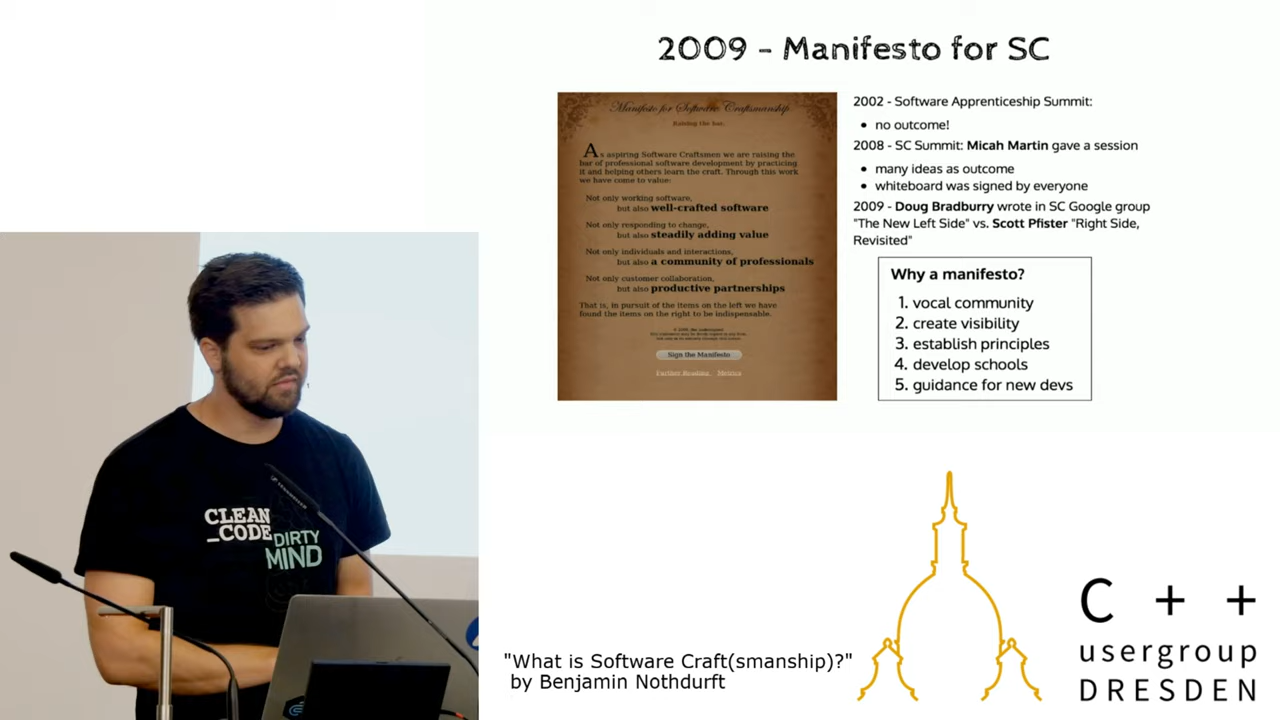 2009 - Manifesto for SC
Manifesto for Software Craftsmanship
Raising the bar.
As aspiring Software Craftsmen we are raising the
bar of professional software development by practicing
it and helping others learn the craft. Through this work
we have come to value:
Not only working software,
but also well-crafted software
Not only responding to change,
but also steadily adding value
Not only individuals and interactions,
but also a community of professionals
Not only customer collaboration,
but also productive partnerships
That is, in pursuit of the items on the left we have
found the items on the right to be indispensable.
Sign the Manifesto
Further Reading Metrics
2002 - Software Apprenticeship Summit:
• no outcome!
2008 - SC Summit: Micah Martin gave a session
• many ideas as outcome
• whiteboard was signed by everyone
2009 - Doug Bradburry wrote in SC Google group
"The New Left Side" vs. Scott Pfister "Right Side,
Revisited"
Why a manifesto?
1. vocal community
2. create visibility
3. establish principles
4. develop schools
5. guidance for new devs
CLEAN
_CODE
DIRTY
MIND
"What is Software Craft(smanship)?"
by Benjamin Nothdurft
C + +
usergroup
DRESDEN